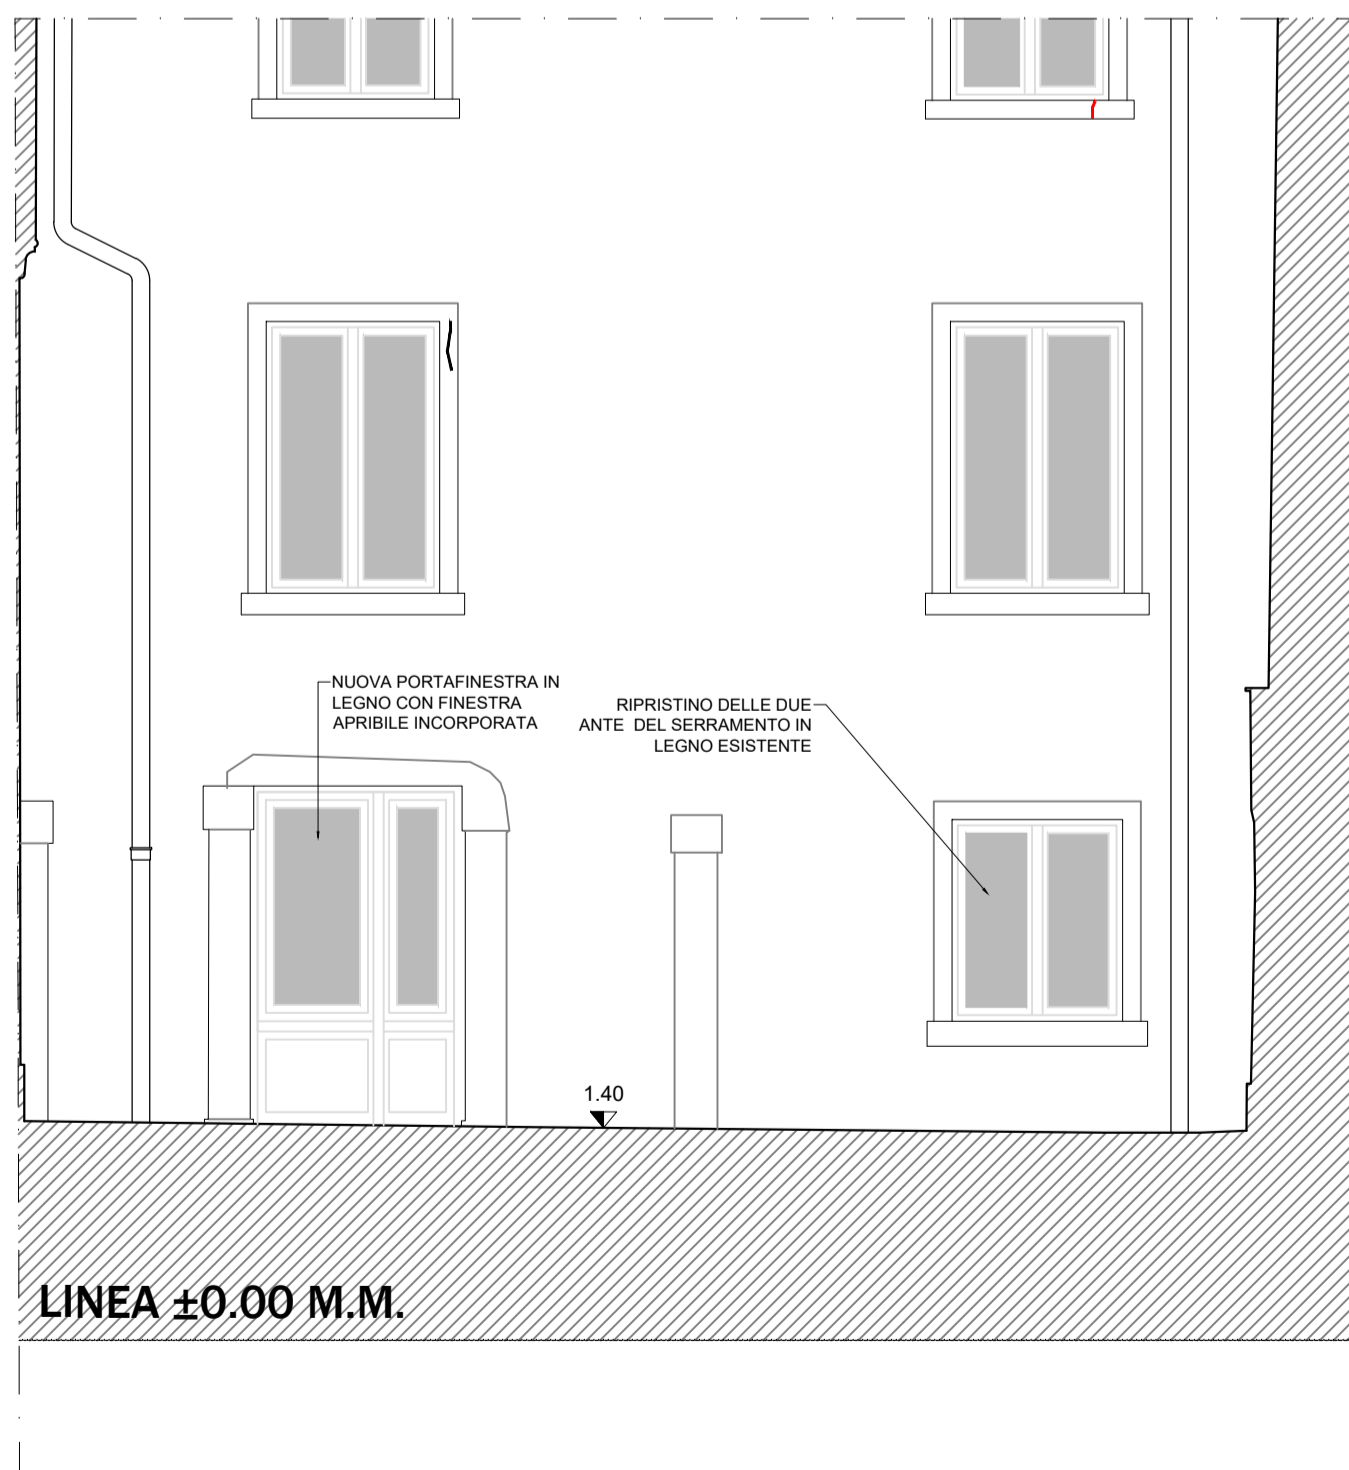 NUOVA PORTAFINESTRA IN
LEGNO CON FINESTRA
APRIBILE INCORPORATA
RIPRISTINO DELLE DUE
ANTE DEL SERRAMENTO IN
LEGNO ESISTENTE
1.40
LINEA ±0.00 M.M.